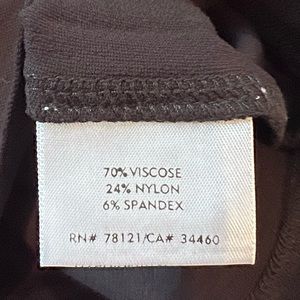 70% VISCOSE
24% NYLON
6% SPANDEX
RN# 78121/CA# 34460